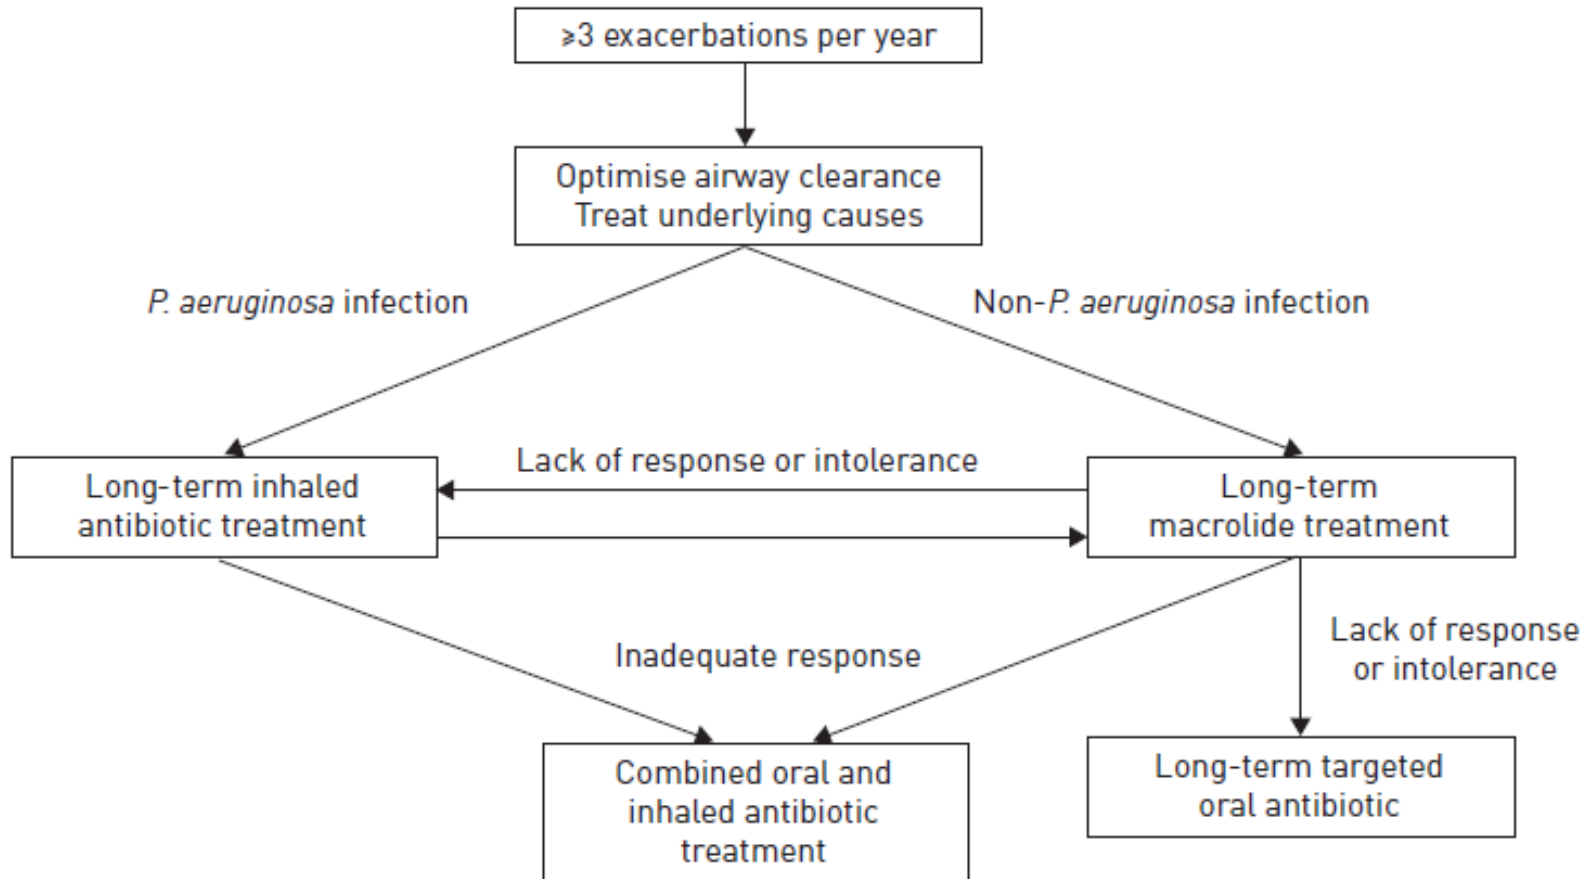 ≥3 exacerbations per year
Optimise airway clearance
Treat underlying causes
P. aeruginosa infection
Non-P. aeruginosa infection
Long-term inhaled
antibiotic treatment
Lack of response or intolerance
Long-term
macrolide treatment
Inadequate response
Lack of response
or intolerance
Combined oral and
inhaled antibiotic
treatment
Long-term targeted
oral antibiotic